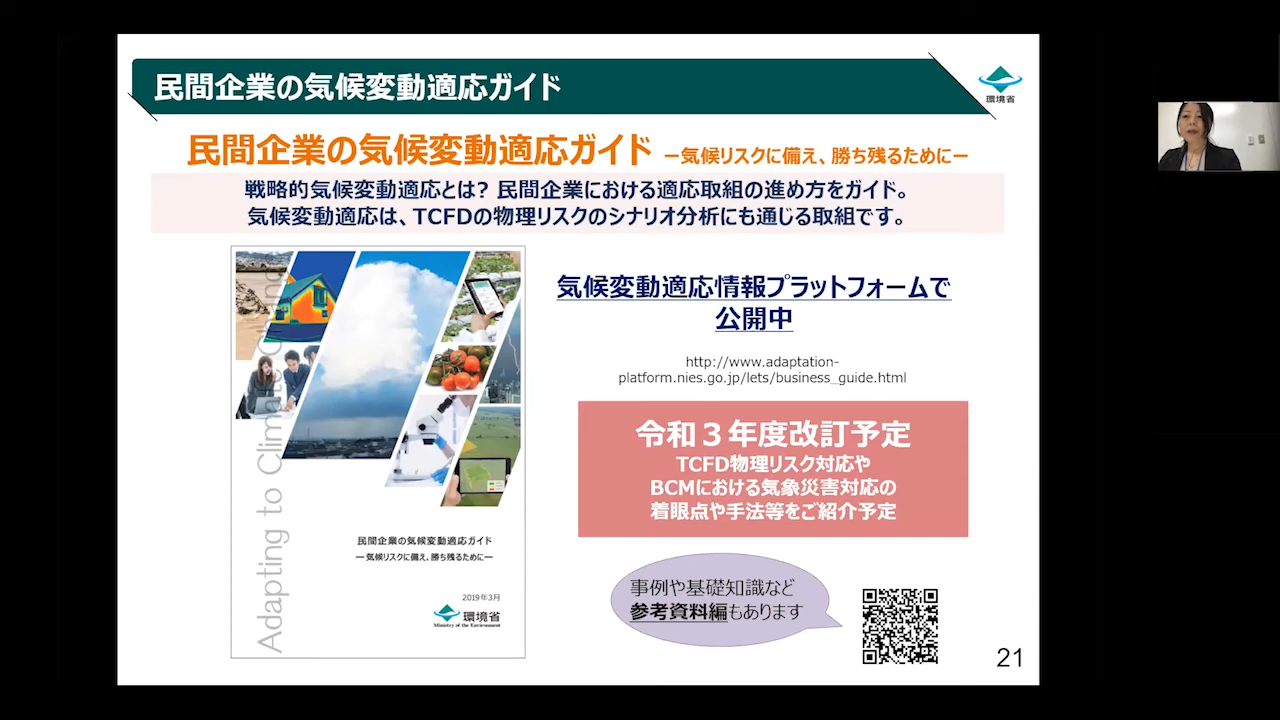 民間企業の気候変動適応ガイド
環境省
民間企業の気候変動適応ガイド ー気候リスクに備え、勝ち残るためにー
戦略的気候変動適応とは? 民間企業における適応取組の進め方をガイド。
気候変動適応は、TCFDの物理リスクのシナリオ分析にも通じる取組です。
Adapting to Climate Change
民間企業の気候変動適応ガイド
ー気候リスクに備え、勝ち残るためにー
2019年3月
環境省
Ministry of the Environment
気候変動適応情報プラットフォームで
公開中
http://www.adaptation-
platform.nies.go.jp/lets/business_guide.html
令和3年度改訂予定
TCFD物理リスク対応や
BCMにおける気象災害対応の
着眼点や手法等をご紹介予定
事例や基礎知識など
参考資料編もあります
21